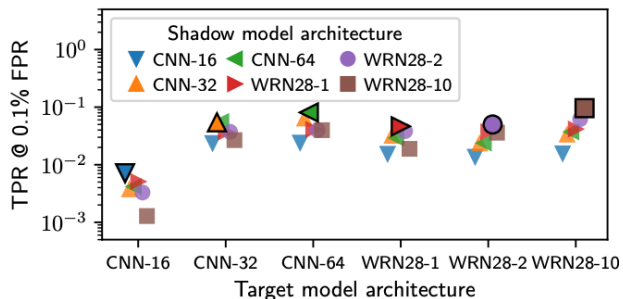 Shadow model architecture
CNN-16 CNN-64 WRN28-2
CNN-32 WRN28-1 WRN28-10
TPR @ 0.1% FPR
10⁰
10⁻¹
10⁻²
10⁻³
CNN-16 CNN-32 CNN-64 WRN28-1 WRN28-2 WRN28-10
Target model architecture